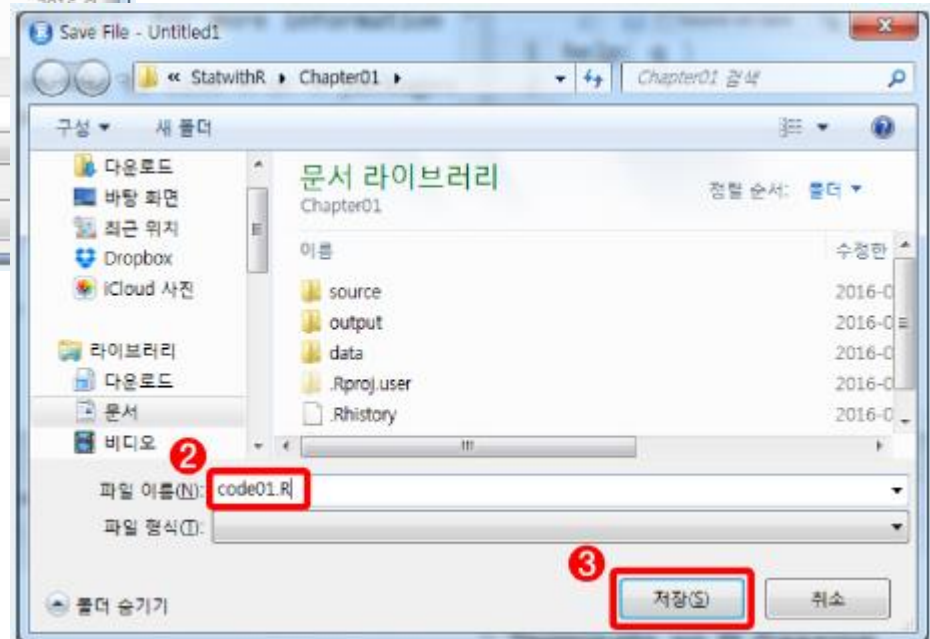 Save File - Untitled1
« StatwithR ▸ Chapter01 ▸
Chapter01 검색
구성 새 폴더
다운로드
바탕 화면
최근 위치
Dropbox
iCloud 사진
라이브러리
다운로드
문서
비디오
문서 라이브러리
Chapter01
정렬 순서: 폴더
이름 수정한
source 2016-0
output 2016-0
data 2016-0
.Rproj.user 2016-0
.Rhistory 2016-0
2
파일 이름(N): code01.R
파일 형식(T):
3
폴더 숨기기
저장(S)
취소